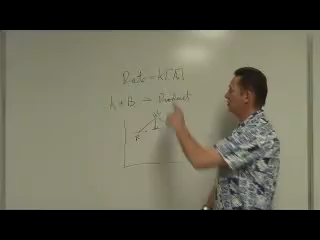 Rate = k[A]
A + B → Product